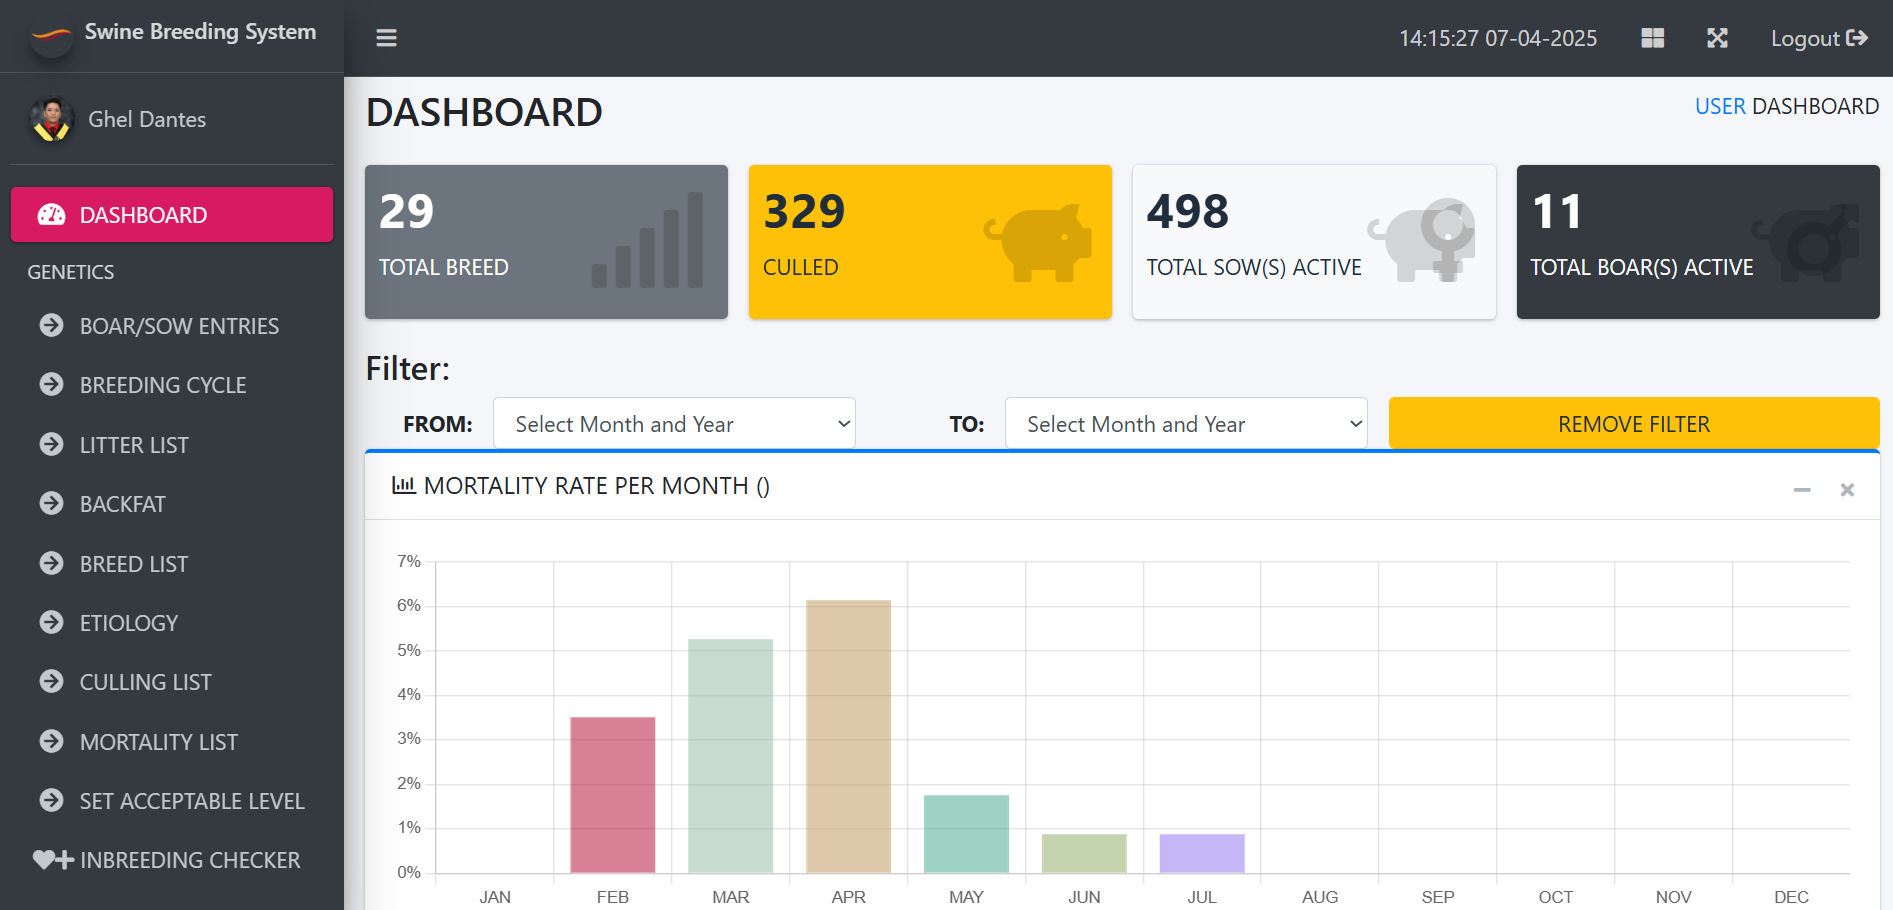 Swine Breeding System
14:15:27 07-04-2025
Logout
Ghel Dantes
DASHBOARD
GENETICS
BOAR/SOW ENTRIES
BREEDING CYCLE
LITTER LIST
BACKFAT
BREED LIST
ETIOLOGY
CULLING LIST
MORTALITY LIST
SET ACCEPTABLE LEVEL
INBREEDING CHECKER
DASHBOARD
USER DASHBOARD
29
TOTAL BREED
329
CULLED
498
TOTAL SOW(S) ACTIVE
11
TOTAL BOAR(S) ACTIVE
Filter:
FROM: Select Month and Year
TO: Select Month and Year
REMOVE FILTER
MORTALITY RATE PER MONTH ()
7%
6%
5%
4%
3%
2%
1%
0%
JAN FEB MAR APR MAY JUN JUL AUG SEP OCT NOV DEC